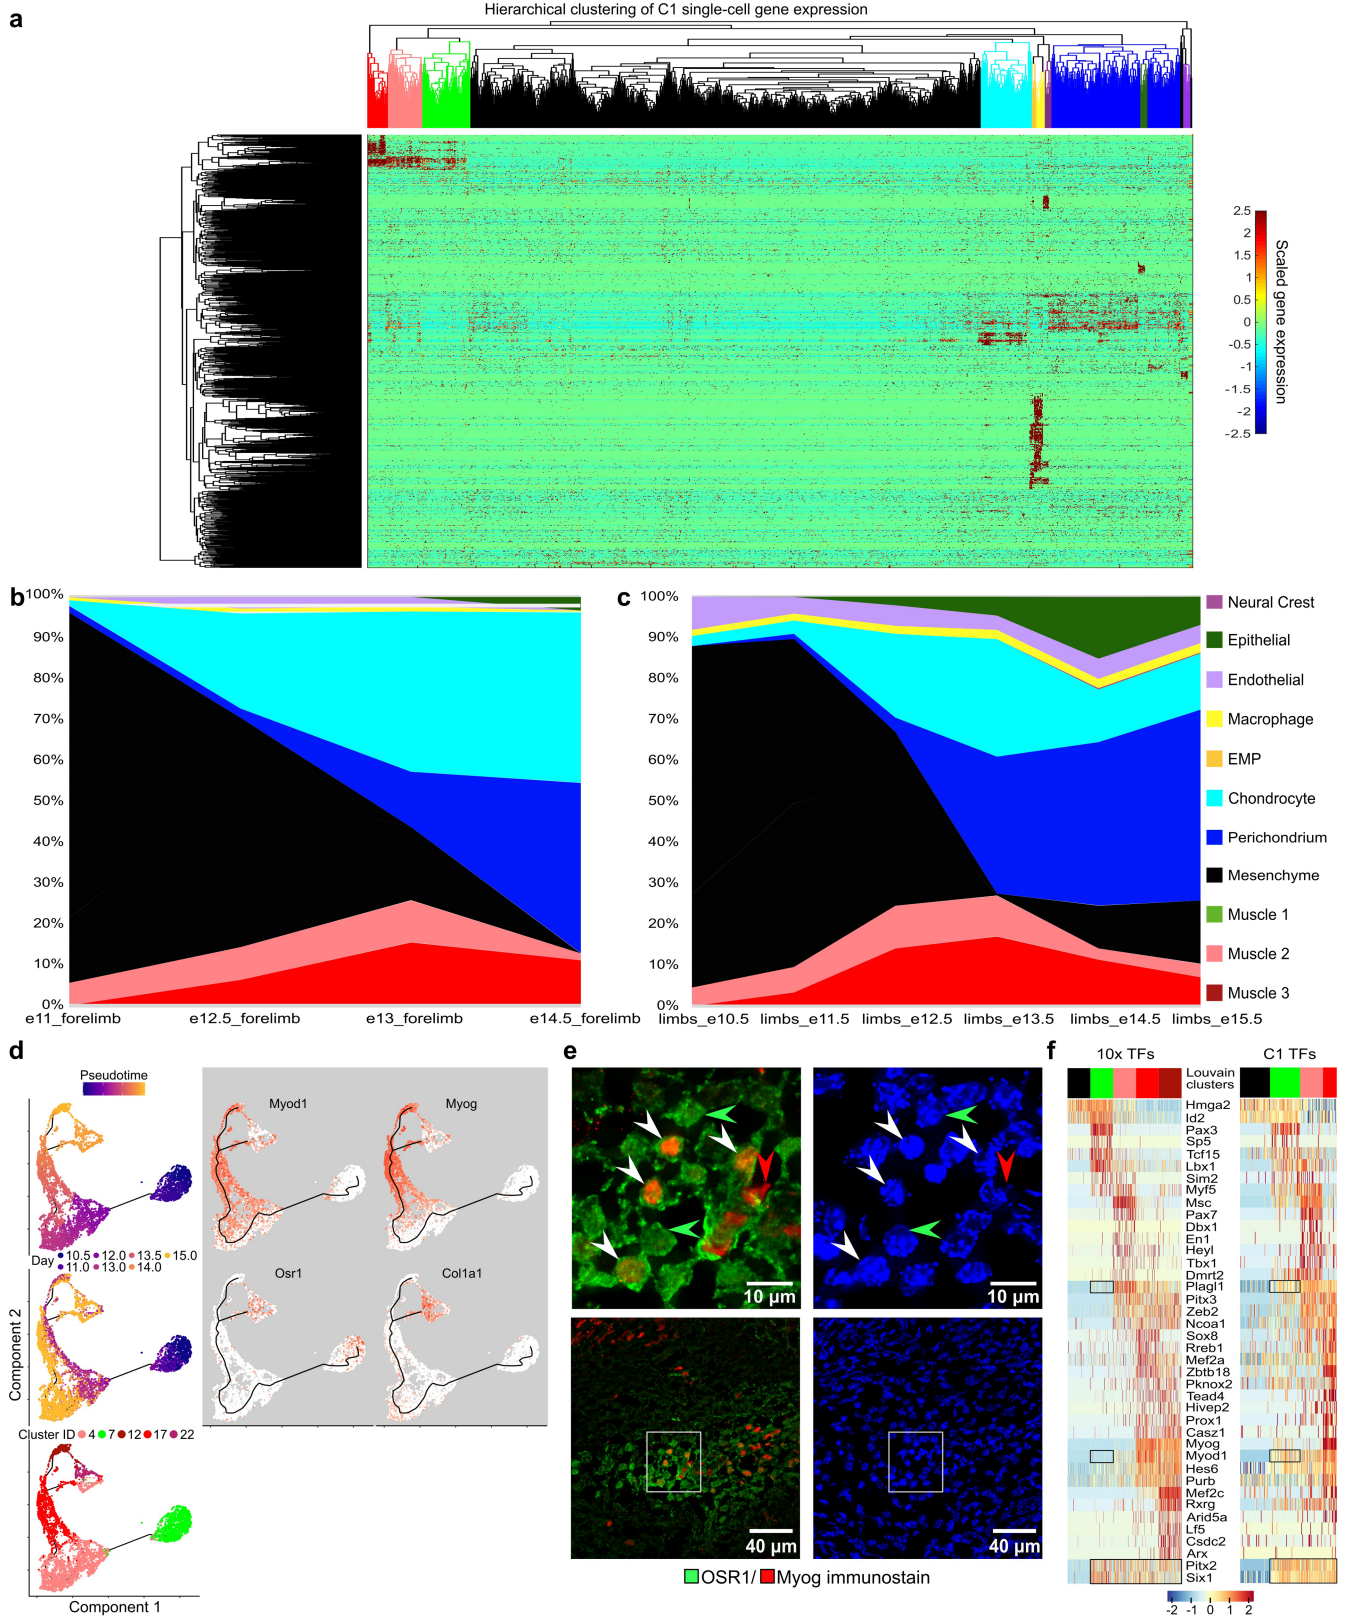 a
Hierarchical clustering of C1 single-cell gene expression
2.5
2
1.5
1
0.5
0
-0.5
-1
-1.5
-2
-2.5
Scaled gene expression
b
100%
90%
80%
70%
60%
50%
40%
30%
20%
10%
0%
e11_forelimb
e12.5_forelimb
e13_forelimb
e14.5_forelimb
c
100%
90%
80%
70%
60%
50%
40%
30%
20%
10%
0%
limbs_e10.5
limbs_e11.5
limbs_e12.5
limbs_e13.5
limbs_e14.5
limbs_e15.5
Neural Crest
Epithelial
Endothelial
Macrophage
EMP
Chondrocyte
Perichondrium
Mesenchyme
Muscle 1
Muscle 2
Muscle 3
d
Pseudotime
Day 10.5 12.0 13.5 15.0
11.0 13.0 14.0
Cluster ID 4 7 12 17 22
Component 2
Component 1
Myod1
Myog
Osr1
Col1a1
e
10 µm
10 µm
40 µm
40 µm
OSR1/ Myog immunostain
f
10x TFs
C1 TFs
Louvain
clusters
Hmga2
Id2
Pax3
Sp5
Tcf15
Lbx1
Sim2
Myf5
Msc
Pax7
Dbx1
En1
Heyl
Tbx1
Dmrt2
Plagl1
Pitx3
Zeb2
Ncoa1
Sox8
Rreb1
Mef2a
Zbtb18
Pknox2
Tead4
Hivep2
Prox1
Casz1
Myog
Myod1
Hes6
Purb
Mef2c
Rxrg
Arid5a
Lf5
Csdc2
Arx
Pitx2
Six1
-2 -1 0 1 2